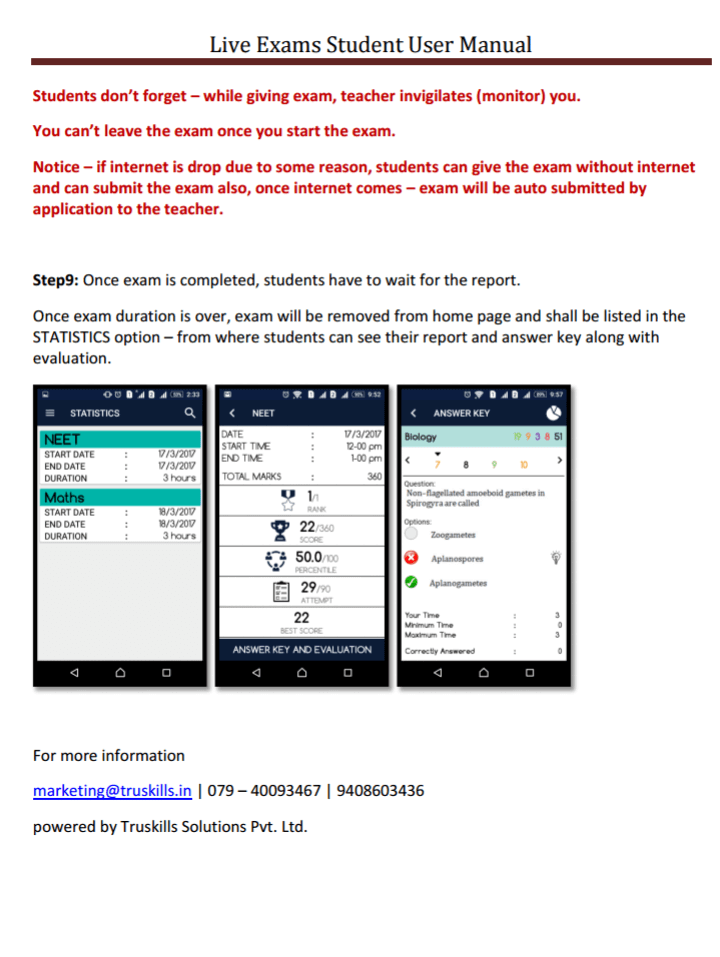 Live Exams Student User Manual
Students don't forget – while giving exam, teacher invigilates (monitor) you.
You can't leave the exam once you start the exam.
Notice – if internet is drop due to some reason, students can give the exam without internet
and can submit the exam also, once internet comes – exam will be auto submitted by
application to the teacher.
Step9: Once exam is completed, students have to wait for the report.
Once exam duration is over, exam will be removed from home page and shall be listed in the
STATISTICS option – from where students can see their report and answer key along with
evaluation.
2:33
STATISTICS
NEET
START DATE : 17/3/2017
END DATE : 17/3/2017
DURATION : 3 hours
Maths
START DATE : 18/3/2017
END DATE : 18/3/2017
DURATION : 3 hours
9:52
NEET
DATE : 17/3/2017
START TIME : 12-00 pm
END TIME : 1-00 pm
TOTAL MARKS : 360
1/1
RANK
22/360
SCORE
50.0/100
PERCENTILE
29/90
ATTEMPT
22
BEST SCORE
ANSWER KEY AND EVALUATION
9:57
ANSWER KEY
Biology 19 9 3 8 51
7 8 9 10
Question:
Non-flagellated amoeboid gametes in
Spirogyra are called
Options:
Zoogametes
Aplanospores
Aplanogametes
Your Time : 3
Minimum Time : 0
Maximum Time : 3
Correctly Answered : 0
For more information
marketing@truskills.in | 079 – 40093467 | 9408603436
powered by Truskills Solutions Pvt. Ltd.